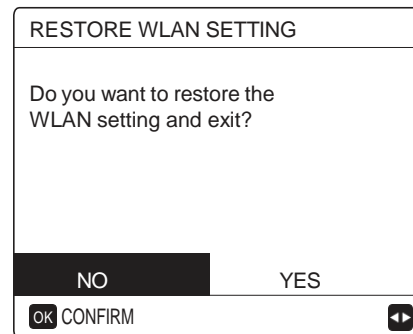 RESTORE WLAN SETTING
Do you want to restore the
WLAN setting and exit?
NO YES
OK CONFIRM